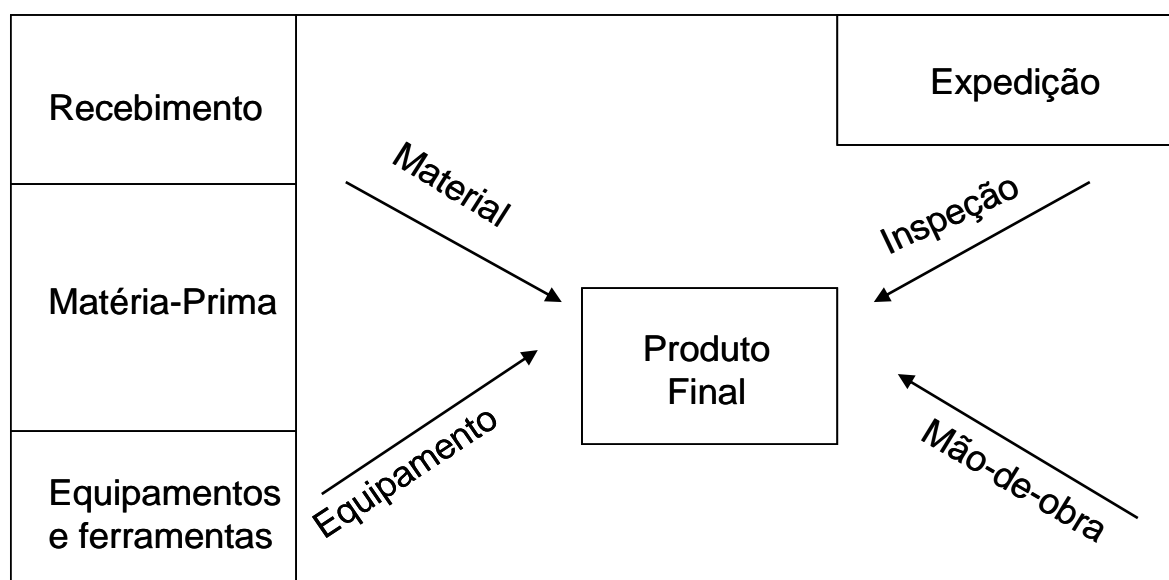 Recebimento
Expedição
Material
Inspeção
Matéria-Prima
Produto
Final
Equipamento
Mão-de-obra
Equipamentos
e ferramentas